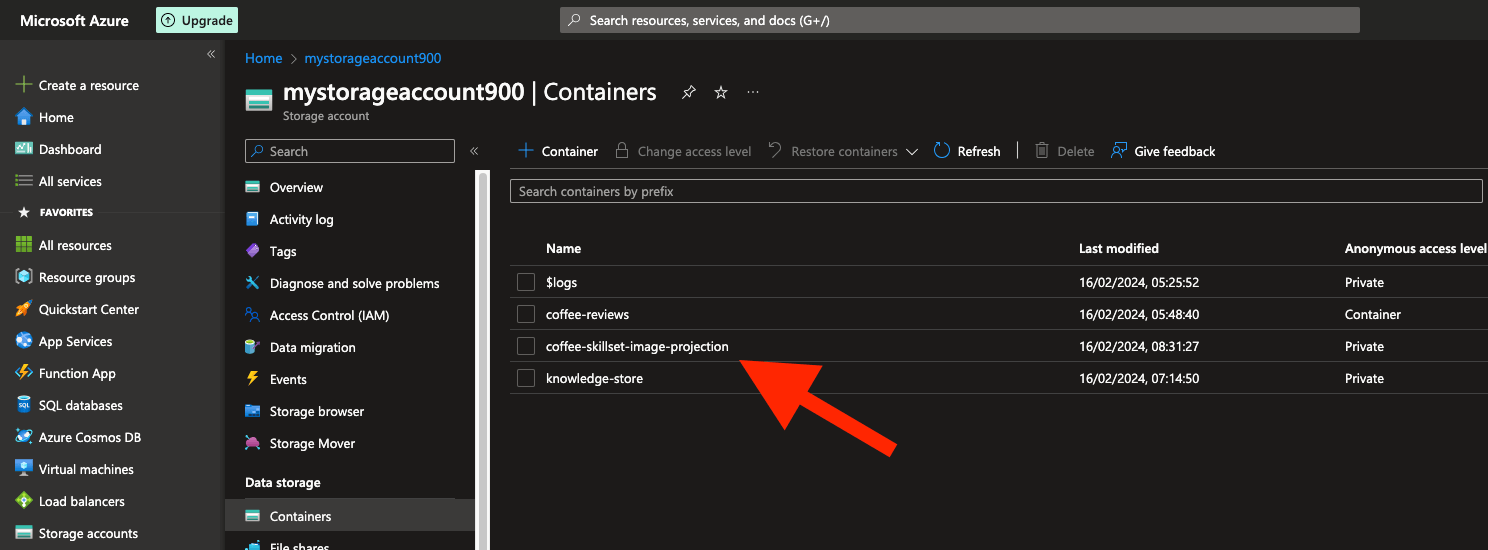 Microsoft Azure
Upgrade
Search resources, services, and docs (G+/)
Create a resource
Home
Dashboard
All services
FAVORITES
All resources
Resource groups
Quickstart Center
App Services
Function App
SQL databases
Azure Cosmos DB
Virtual machines
Load balancers
Storage accounts
Home > mystorageaccount900
mystorageaccount900 | Containers
Storage account
Search
Overview
Activity log
Tags
Diagnose and solve problems
Access Control (IAM)
Data migration
Events
Storage browser
Storage Mover
Data storage
Containers
File shares
Container Change access level Restore containers Refresh Delete Give feedback
Search containers by prefix
Name Last modified Anonymous access level
$logs 16/02/2024, 05:25:52 Private
coffee-reviews 16/02/2024, 05:48:40 Container
coffee-skillset-image-projection 16/02/2024, 08:31:27 Private
knowledge-store 16/02/2024, 07:14:50 Private